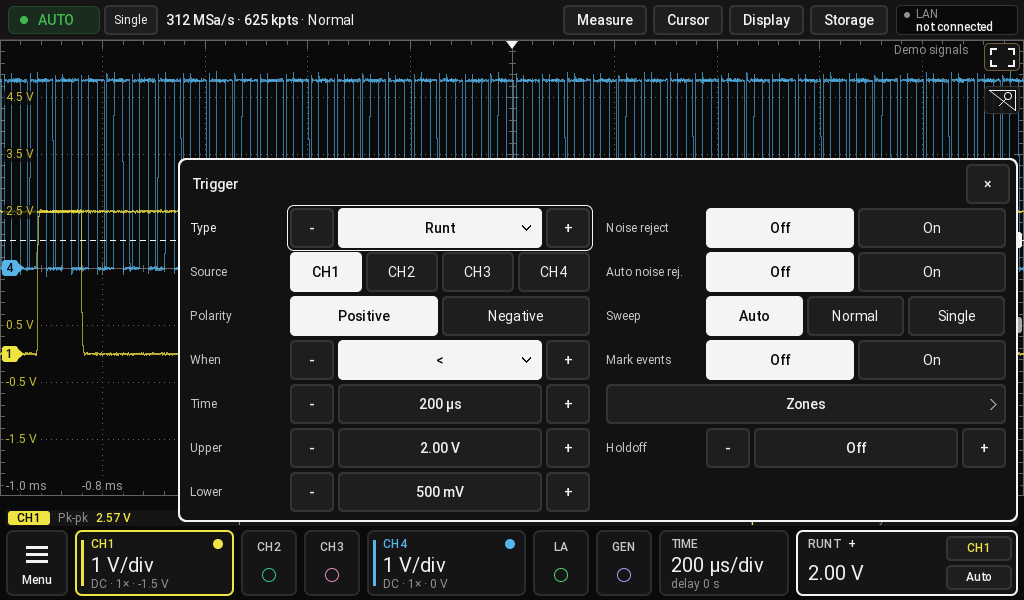 AUTO Single 312 MSa/s · 625 kpts · Normal Measure Cursor Display Storage LAN
not connected
Demo signals
4.5 V
3.5 V
2.5 V
4
0.5 V
1
-0.5 V
-1.5 V
-1.0 ms -0.8 ms
Trigger ×
Type - Runt + Noise reject Off On
Source CH1 CH2 CH3 CH4 Auto noise rej. Off On
Polarity Positive Negative Sweep Auto Normal Single
When - < + Mark events Off On
Time - 200 µs + Zones
Upper - 2.00 V + Holdoff - Off +
Lower - 500 mV +
CH1 Pk-pk 2.57 V
Menu
CH1
1 V/div
DC · 1× · -1.5 V
CH2
CH3
CH4
1 V/div
DC · 1× · 0 V
LA
GEN
TIME
200 µs/div
delay 0 s
RUNT + CH1
2.00 V Auto